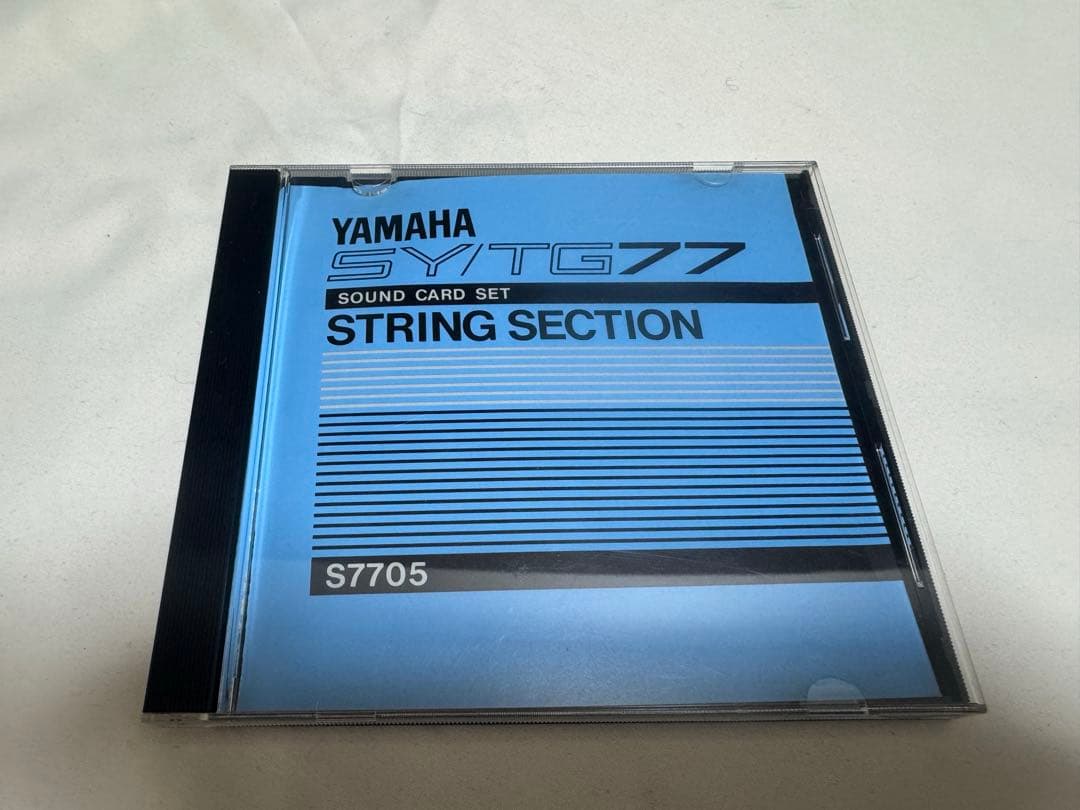 YAMAHA
SY/TG77
SOUND CARD SET
STRING SECTION
S7705